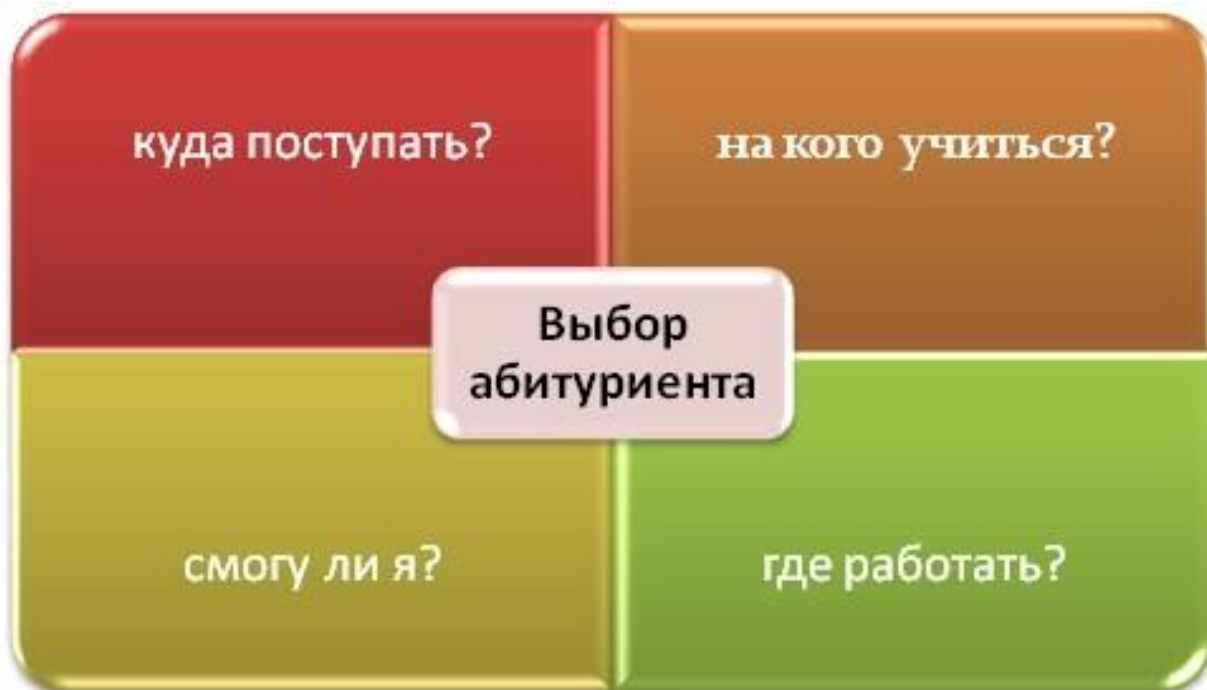 куда поступать?
на кого учиться?
Выбор
абитуриента
смогу ли я?
где работать?